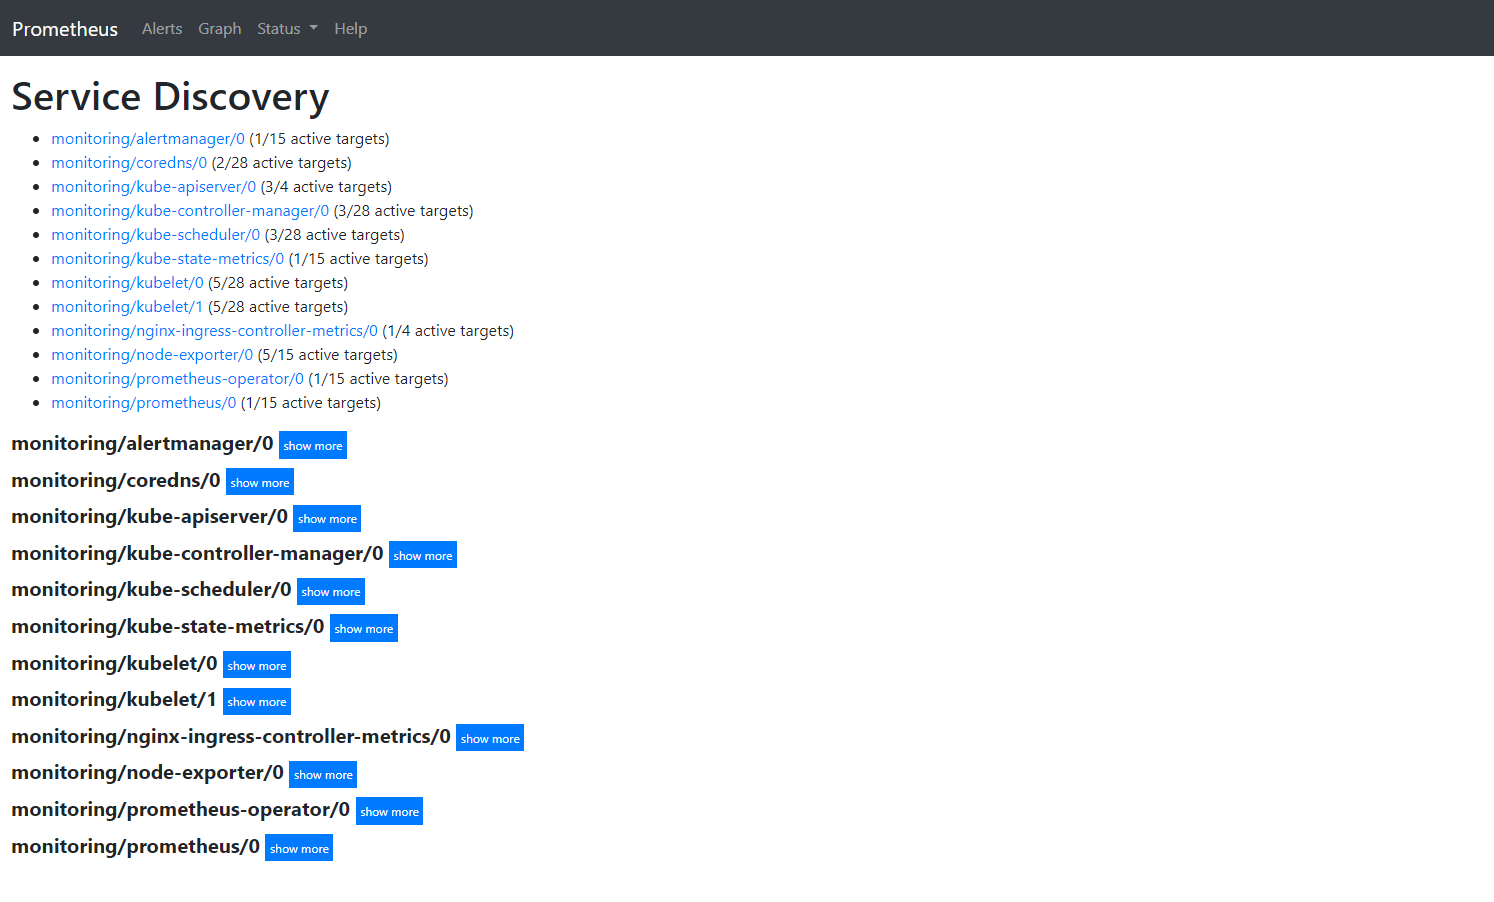 Prometheus Alerts Graph Status Help
Service Discovery
monitoring/alertmanager/0 (1/15 active targets)
monitoring/coredns/0 (2/28 active targets)
monitoring/kube-apiserver/0 (3/4 active targets)
monitoring/kube-controller-manager/0 (3/28 active targets)
monitoring/kube-scheduler/0 (3/28 active targets)
monitoring/kube-state-metrics/0 (1/15 active targets)
monitoring/kubelet/0 (5/28 active targets)
monitoring/kubelet/1 (5/28 active targets)
monitoring/nginx-ingress-controller-metrics/0 (1/4 active targets)
monitoring/node-exporter/0 (5/15 active targets)
monitoring/prometheus-operator/0 (1/15 active targets)
monitoring/prometheus/0 (1/15 active targets)
monitoring/alertmanager/0 show more
monitoring/coredns/0 show more
monitoring/kube-apiserver/0 show more
monitoring/kube-controller-manager/0 show more
monitoring/kube-scheduler/0 show more
monitoring/kube-state-metrics/0 show more
monitoring/kubelet/0 show more
monitoring/kubelet/1 show more
monitoring/nginx-ingress-controller-metrics/0 show more
monitoring/node-exporter/0 show more
monitoring/prometheus-operator/0 show more
monitoring/prometheus/0 show more